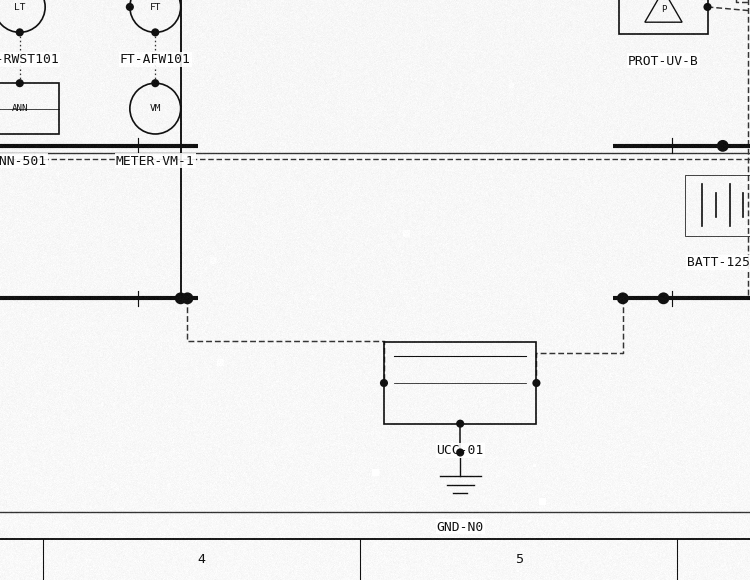 LT
FT
P
-RWST101
FT-AFW101
PROT-UV-B
ANN
VM
NN-501
METER-VM-1
BATT-125
UCC-01
GND-N0
4
5